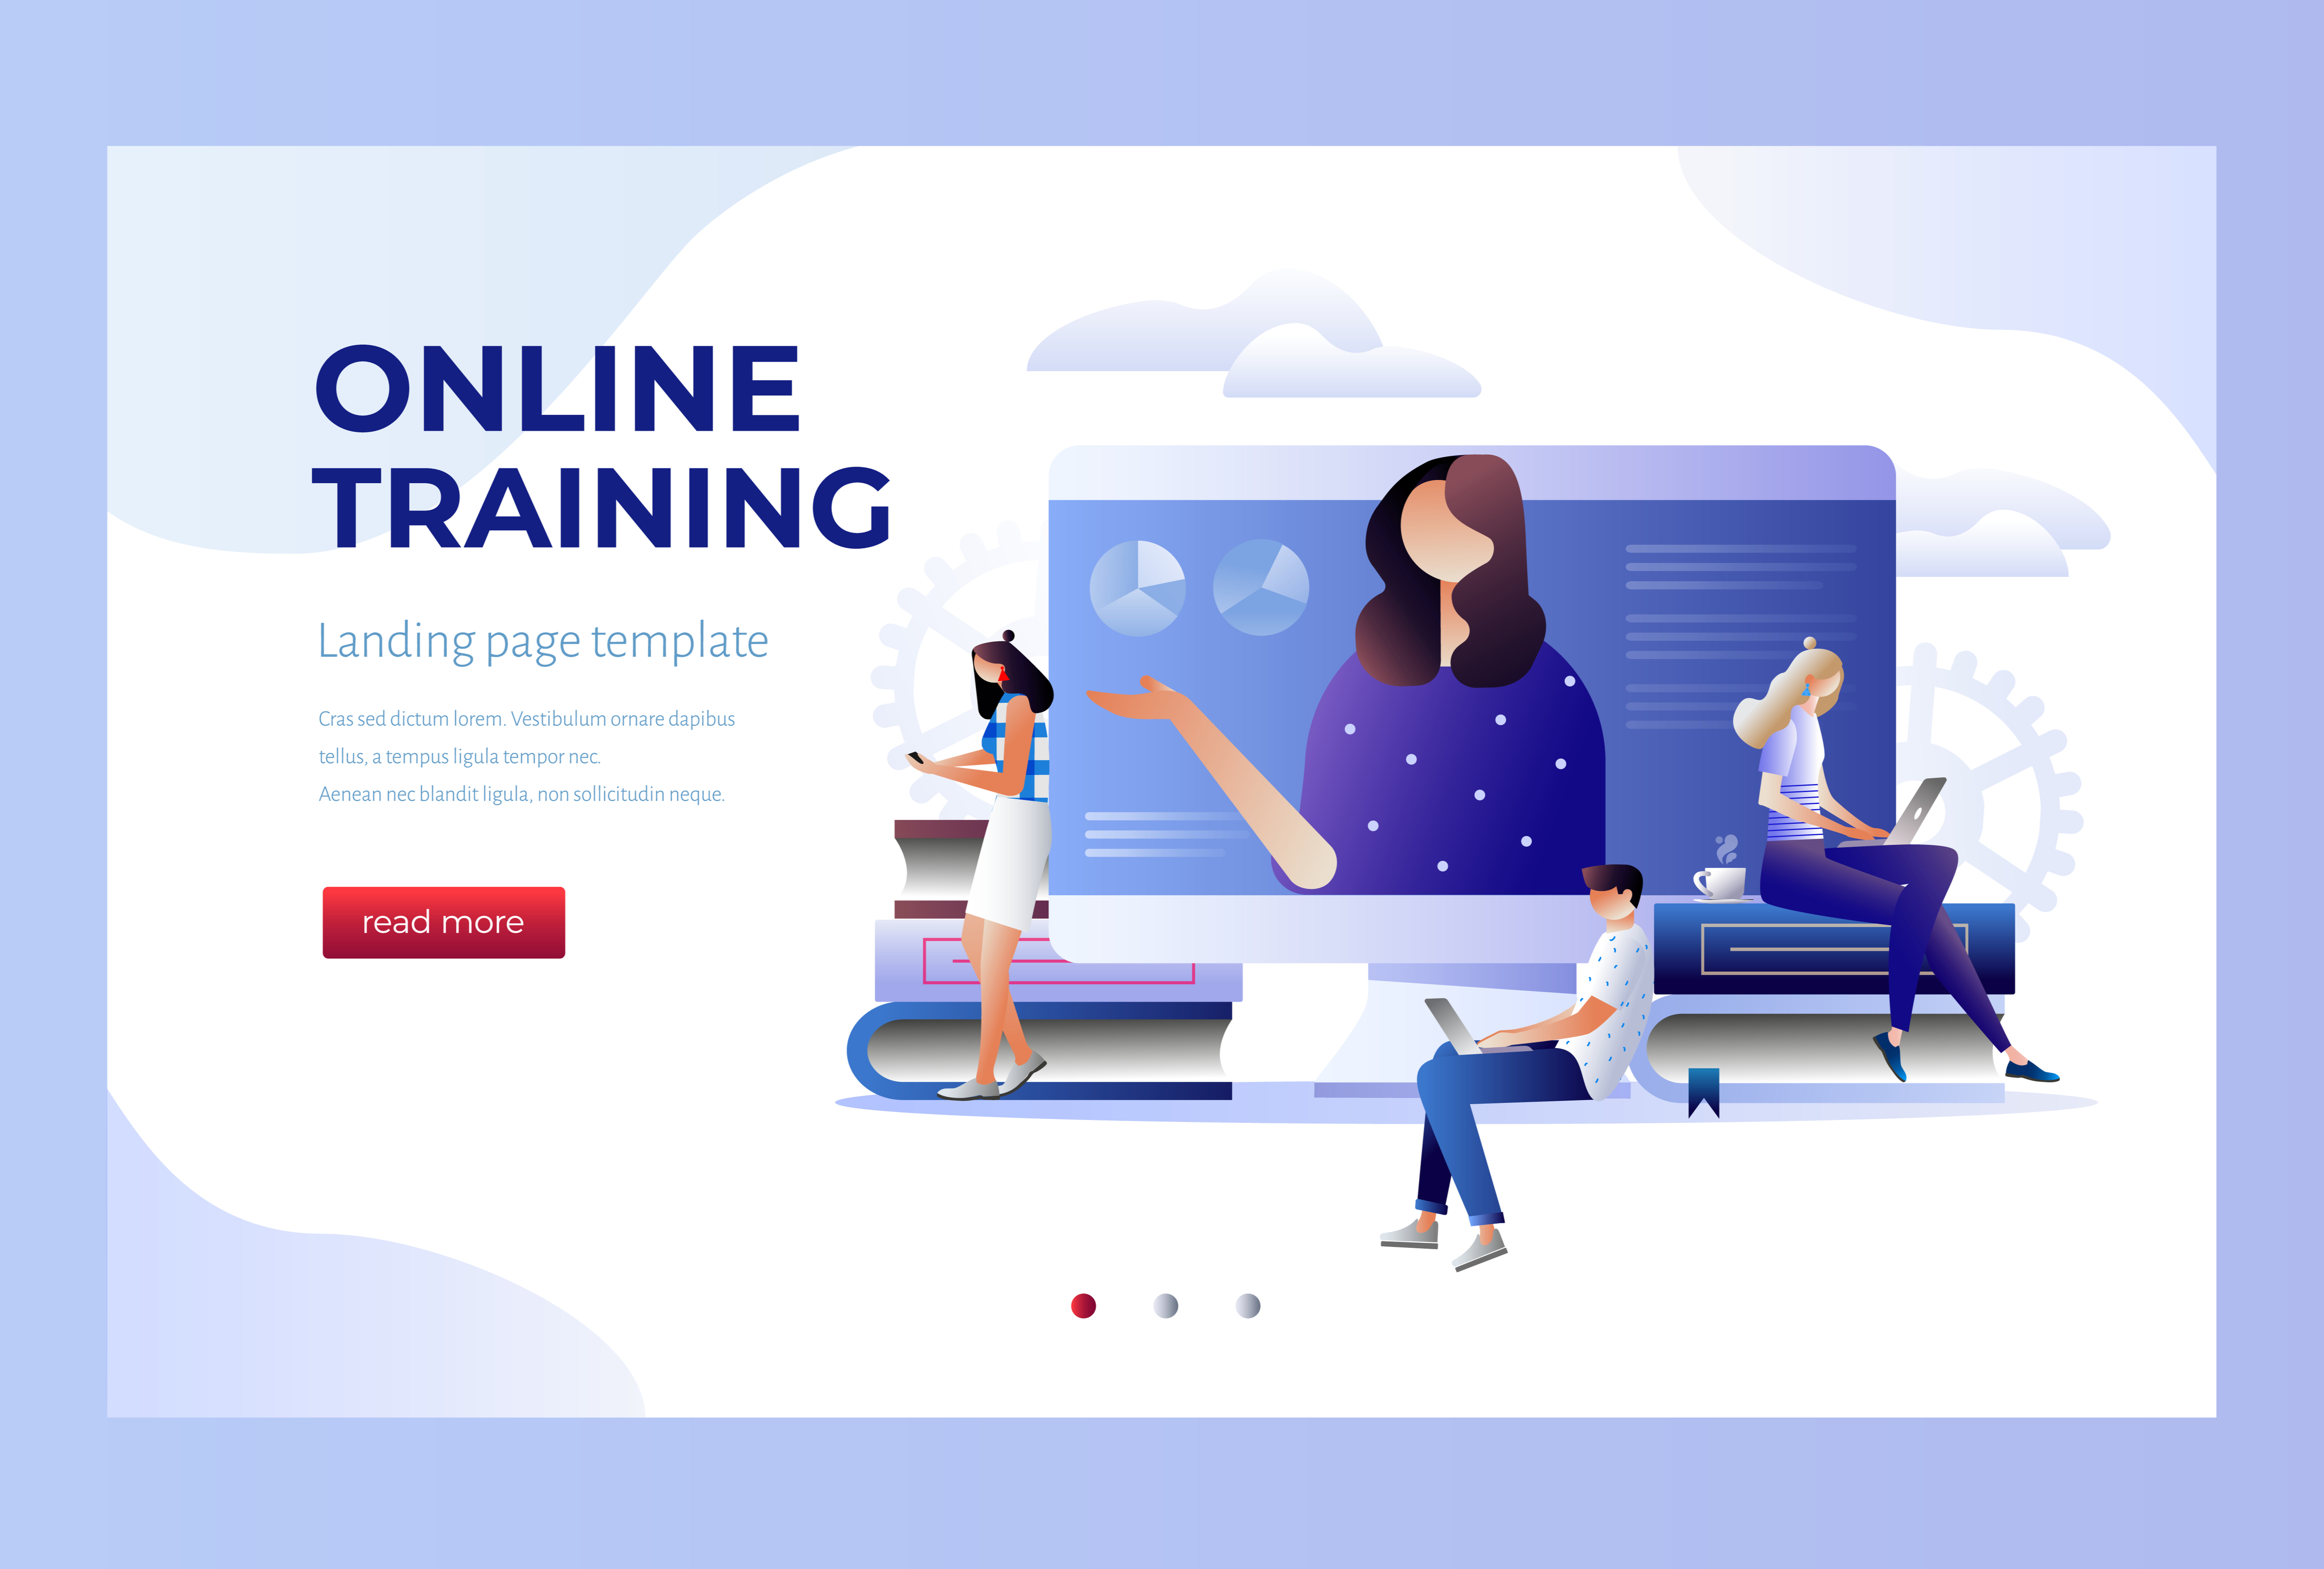 ONLINE
TRAINING
Landing page template
Cras sed dictum lorem. Vestibulum ornare dapibus
tellus, a tempus ligula tempor nec.
Aenean nec blandit ligula, non sollicitudin neque.
read more